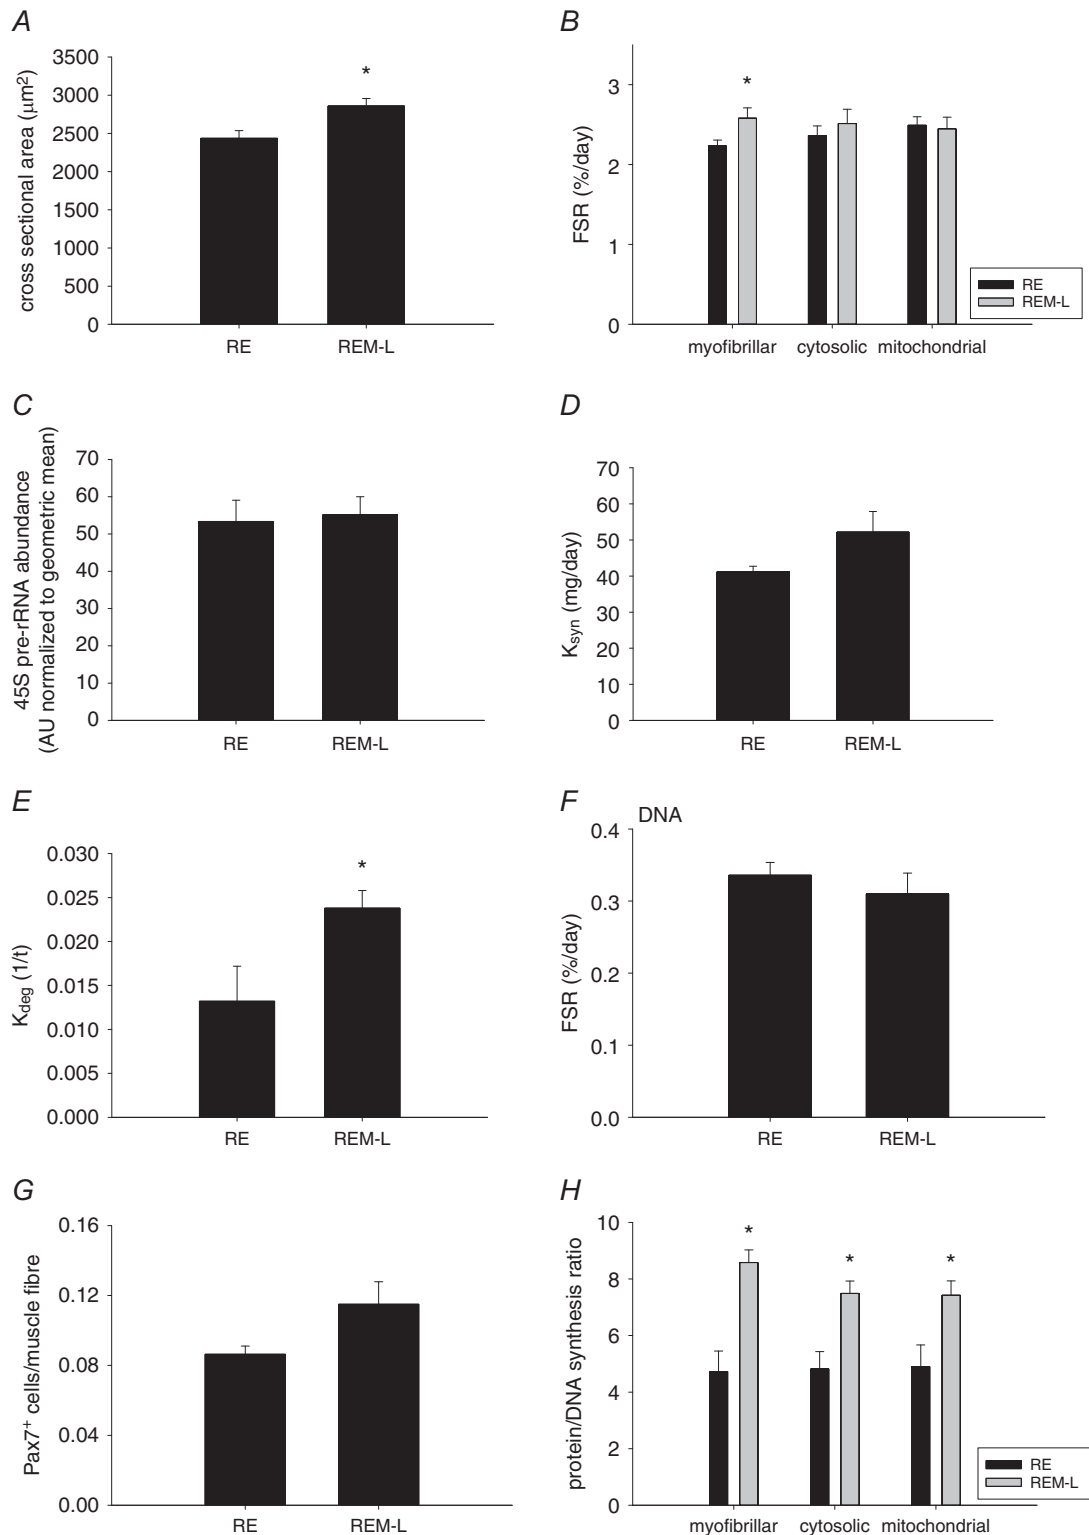 A
cross sectional area (μm²)
3500
3000
2500
2000
1500
1000
500
0
*
RE
REM-L
B
FSR (%/day)
3
2
1
0
*
myofibrillar
cytosolic
mitochondrial
RE
REM-L
C
45S pre-rRNA abundance
(AU normalized to geometric mean)
70
60
50
40
30
20
10
0
RE
REM-L
D
Ksyn (mg/day)
70
60
50
40
30
20
10
0
RE
REM-L
E
Kdeg (1/t)
0.030
0.025
0.020
0.015
0.010
0.005
0.000
*
RE
REM-L
F
DNA
FSR (%/day)
0.4
0.3
0.2
0.1
0.0
RE
REM-L
G
Pax7⁺ cells/muscle fibre
0.16
0.12
0.08
0.04
0.00
RE
REM-L
H
protein/DNA synthesis ratio
10
8
6
4
2
0
*
*
*
myofibrillar
cytosolic
mitochondrial
RE
REM-L